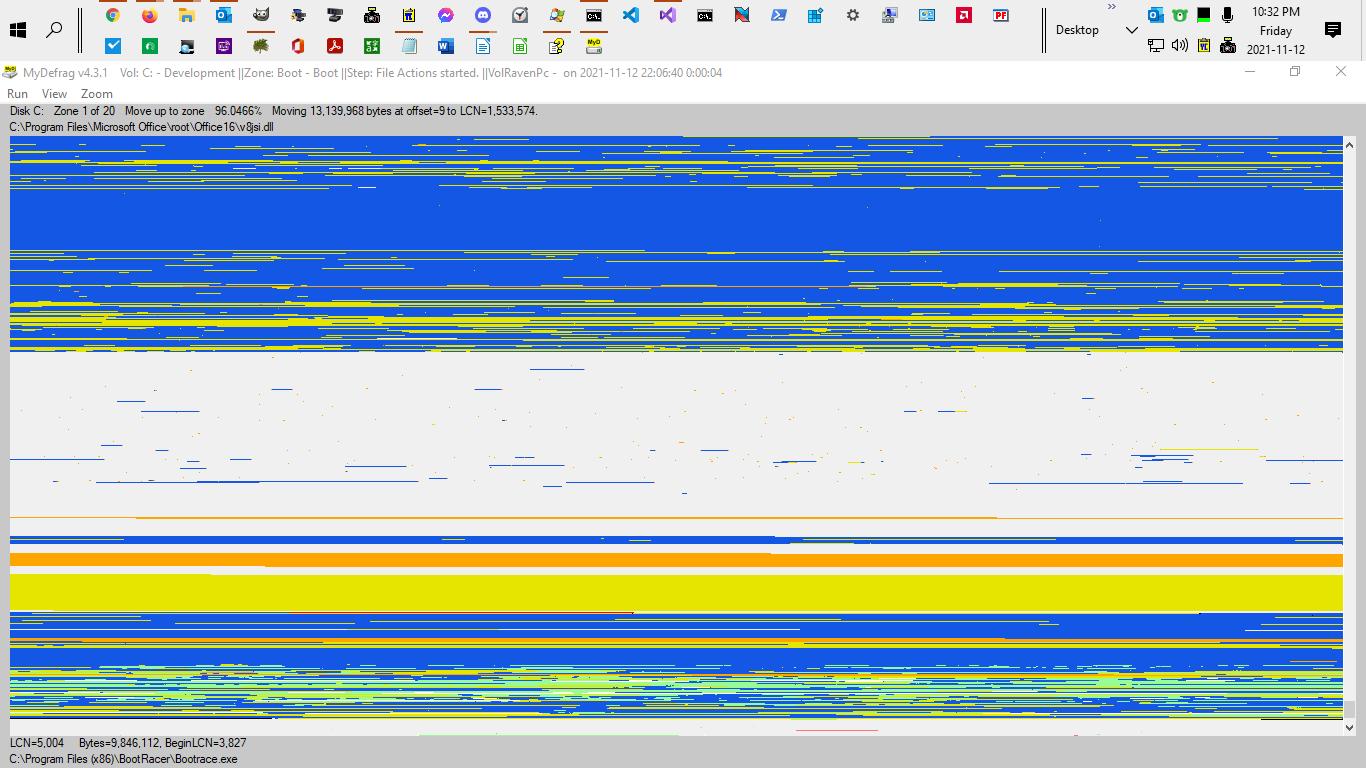 10:32 PM
Friday
2021-11-12
Desktop
MyDefrag v4.3.1 Vol: C: - Development ||Zone: Boot - Boot ||Step: File Actions started. ||VolRavenPc - on 2021-11-12 22:06:40 0:00:04
Run View Zoom
Disk C: Zone 1 of 20 Move up to zone 96.0466% Moving 13,139,968 bytes at offset=9 to LCN=1,533,574.
C:\Program Files\Microsoft Office\root\Office16\v8jsi.dll
LCN=5,004 Bytes=9,846,112, BeginLCN=3,827
C:\Program Files (x86)\BootRacer\Bootrace.exe